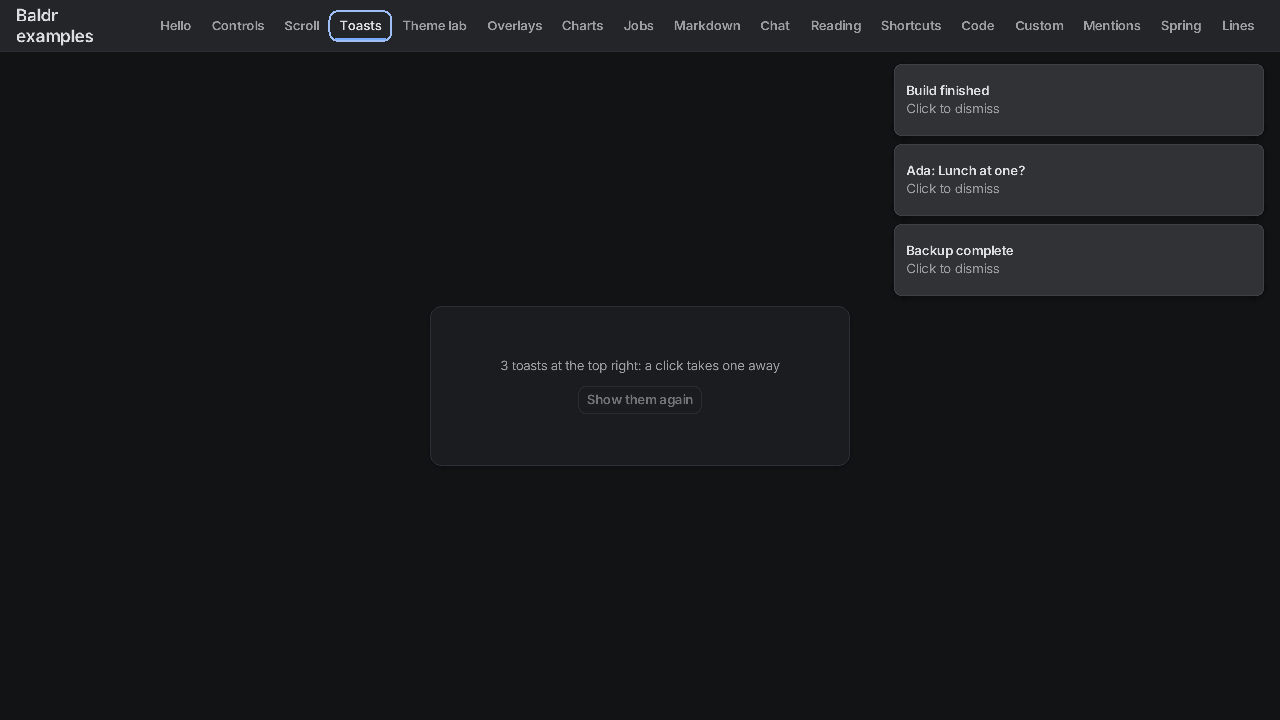 Baldr
examples
Hello Controls Scroll Toasts Theme lab Overlays Charts Jobs Markdown Chat Reading Shortcuts Code Custom Mentions Spring Lines
Build finished
Click to dismiss
Ada: Lunch at one?
Click to dismiss
Backup complete
Click to dismiss
3 toasts at the top right: a click takes one away
Show them again